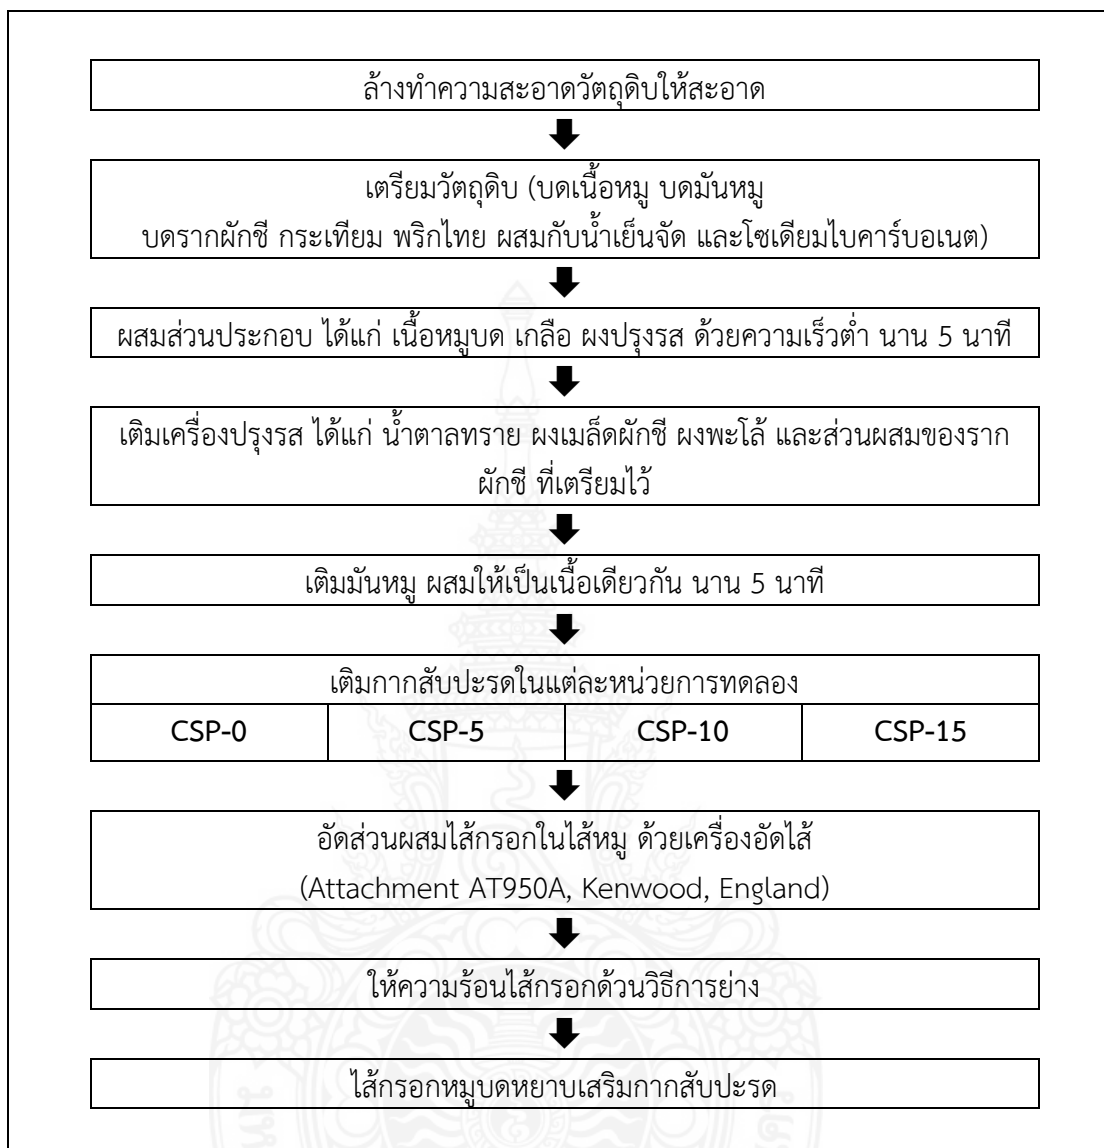 ล้างทำความสะอาดวัตถุดิบให้สะอาด
เตรียมวัตถุดิบ (บดเนื้อหมู บดมันหมู
บดรากผักชี กระเทียม พริกไทย ผสมกับน้ำเย็นจัด และโซเดียมไบคาร์บอเนต)
ผสมส่วนประกอบ ได้แก่ เนื้อหมูบด เกลือ ผงปรุงรส ด้วยความเร็วต่ำ นาน 5 นาที
เติมเครื่องปรุงรส ได้แก่ น้ำตาลทราย ผงเมล็ดผักชี ผงพะโล้ และส่วนผสมของราก
ผักชี ที่เตรียมไว้
เติมมันหมู ผสมให้เป็นเนื้อเดียวกัน นาน 5 นาที
เติมกากสับปะรดในแต่ละหน่วยการทดลอง
CSP-0 CSP-5 CSP-10 CSP-15
อัดส่วนผสมไส้กรอกในไส้หมู ด้วยเครื่องอัดไส้
(Attachment AT950A, Kenwood, England)
ให้ความร้อนไส้กรอกด้วนวิธีการย่าง
ไส้กรอกหมูบดหยาบเสริมกากสับปะรด